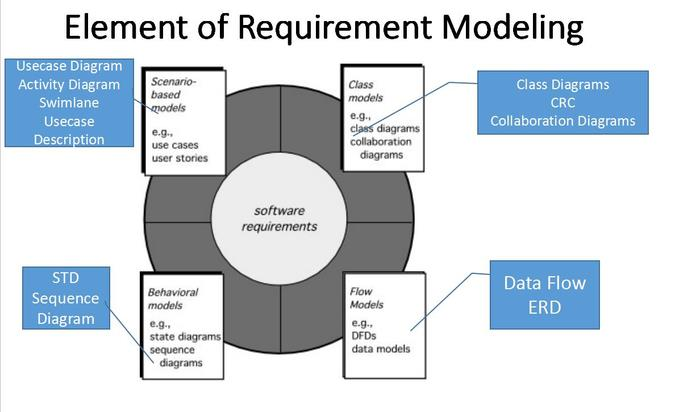 Element of Requirement Modeling
Usecase Diagram
Activity Diagram
Swimlane
Usecase
Description
Scenario-
based
models
e.g.,
use cases
user stories
Class
models
e.g.,
class diagrams
collaboration
diagrams
Class Diagrams
CRC
Collaboration Diagrams
software
requirements
STD
Sequence
Diagram
Behavioral
models
e.g.,
state diagrams
sequence
diagrams
Flow
Models
e.g.,
DFDs
data models
Data Flow
ERD